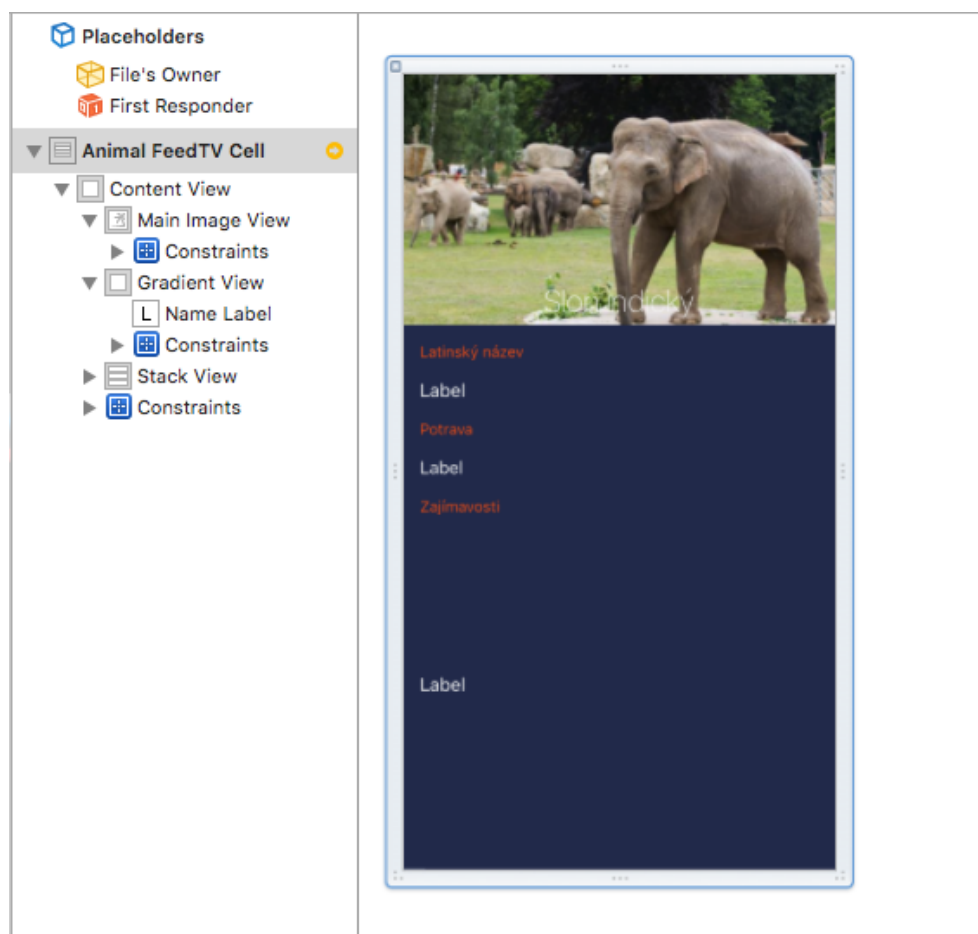 Placeholders
File's Owner
First Responder
Animal FeedTV Cell
Content View
Main Image View
Constraints
Gradient View
L Name Label
Constraints
Stack View
Constraints
Slon indický
Latinský název
Label
Potrava
Label
Zajímavosti
Label